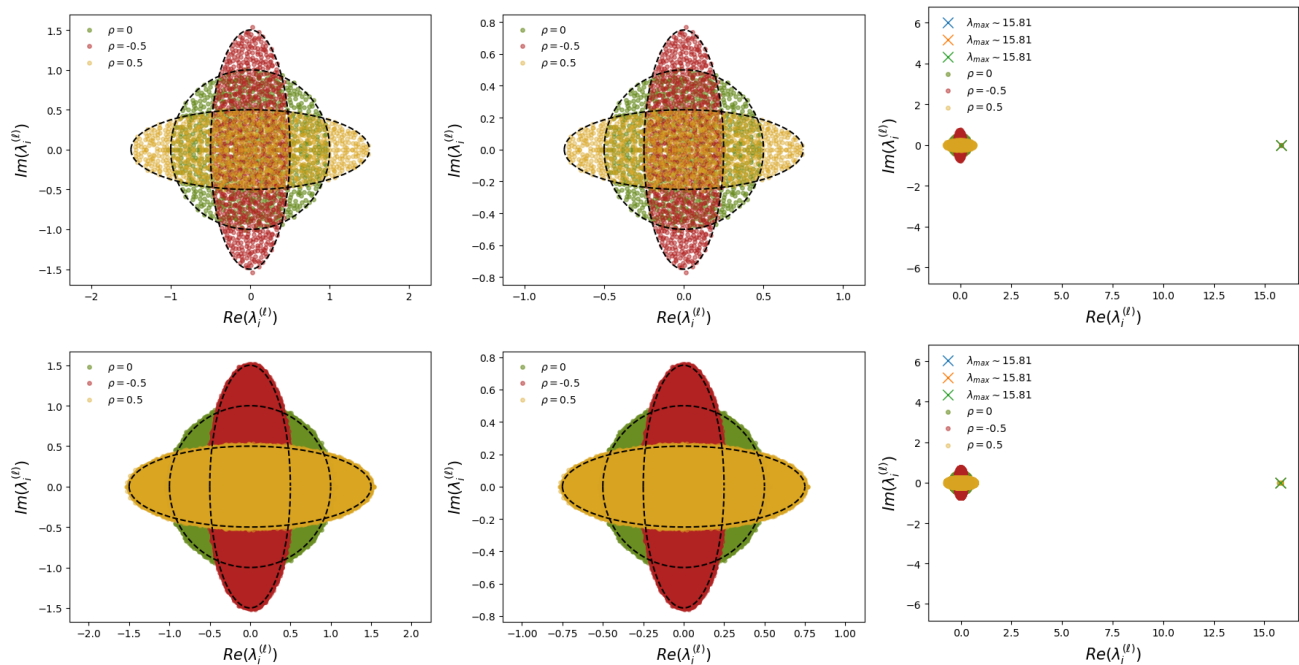 1.5
1.0
0.5
0.0
−0.5
−1.0
−1.5
Im(λ_i^(ℓ))
ρ = 0
ρ = -0.5
ρ = 0.5
−2
−1
0
1
2
Re(λ_i^(ℓ))
0.8
0.6
0.4
0.2
0.0
−0.2
−0.4
−0.6
−0.8
Im(λ_i^(ℓ))
ρ = 0
ρ = -0.5
ρ = 0.5
−1.0
−0.5
0.0
0.5
1.0
Re(λ_i^(ℓ))
6
4
2
0
−2
−4
−6
Im(λ_i^(ℓ))
λ_max ∼ 15.81
λ_max ∼ 15.81
λ_max ∼ 15.81
ρ = 0
ρ = -0.5
ρ = 0.5
0.0
2.5
5.0
7.5
10.0
12.5
15.0
Re(λ_i^(ℓ))
1.5
1.0
0.5
0.0
−0.5
−1.0
−1.5
Im(λ_i^(ℓ))
ρ = 0
ρ = -0.5
ρ = 0.5
−2.0
−1.5
−1.0
−0.5
0.0
0.5
1.0
1.5
2.0
Re(λ_i^(ℓ))
0.8
0.6
0.4
0.2
0.0
−0.2
−0.4
−0.6
−0.8
Im(λ_i^(ℓ))
ρ = 0
ρ = -0.5
ρ = 0.5
−1.00
−0.75
−0.50
−0.25
0.00
0.25
0.50
0.75
1.00
Re(λ_i^(ℓ))
6
4
2
0
−2
−4
−6
Im(λ_i^(ℓ))
λ_max ∼ 15.81
λ_max ∼ 15.81
λ_max ∼ 15.81
ρ = 0
ρ = -0.5
ρ = 0.5
0.0
2.5
5.0
7.5
10.0
12.5
15.0
Re(λ_i^(ℓ))